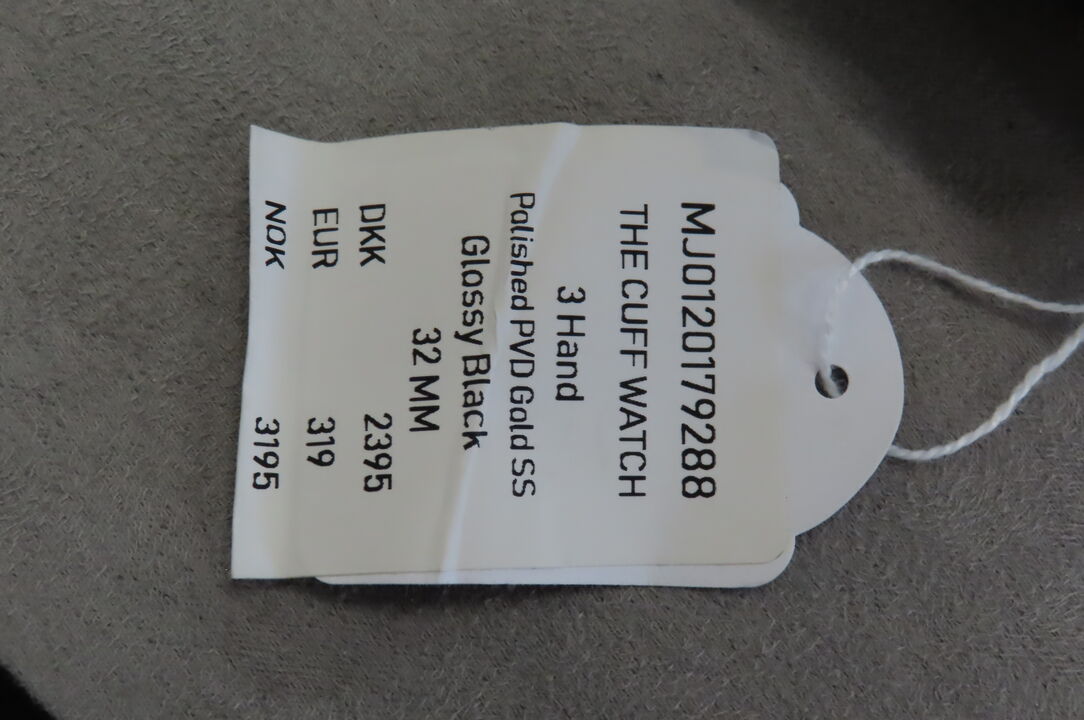 MJ0120179288
THE CUFF WATCH
3 Hand
Polished PVD Gold SS
Glossy Black
32 MM
DKK 2395
EUR 319
NOK 3195